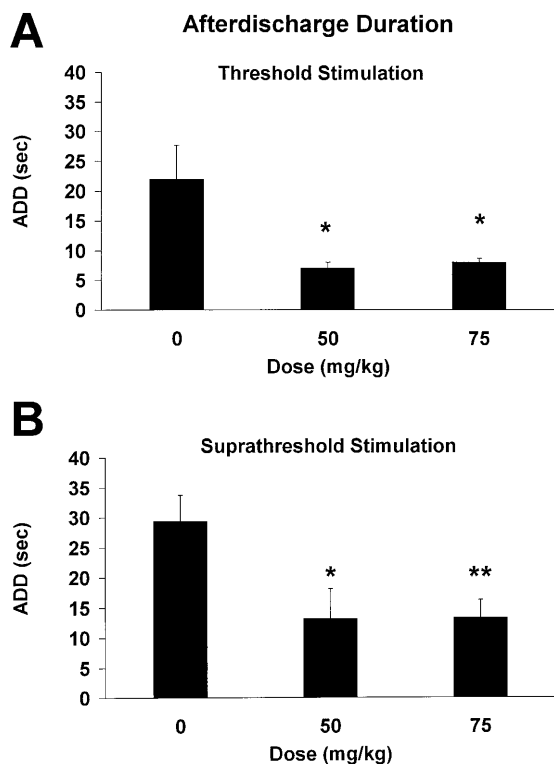 A
Afterdischarge Duration
Threshold Stimulation
ADD (sec)
40
35
30
25
20
15
10
5
0
* *
0 50 75
Dose (mg/kg)
B
Suprathreshold Stimulation
ADD (sec)
40
35
30
25
20
15
10
5
0
* **
0 50 75
Dose (mg/kg)